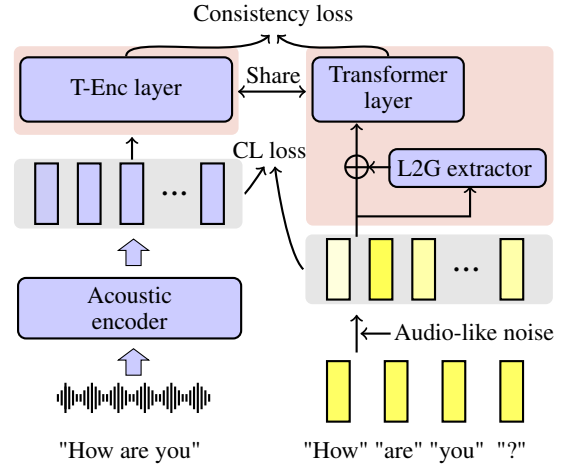 Consistency loss
T-Enc layer
Share
Transformer
layer
CL loss
L2G extractor
Acoustic
encoder
Audio-like noise
"How are you"
"How" "are" "you" "?"